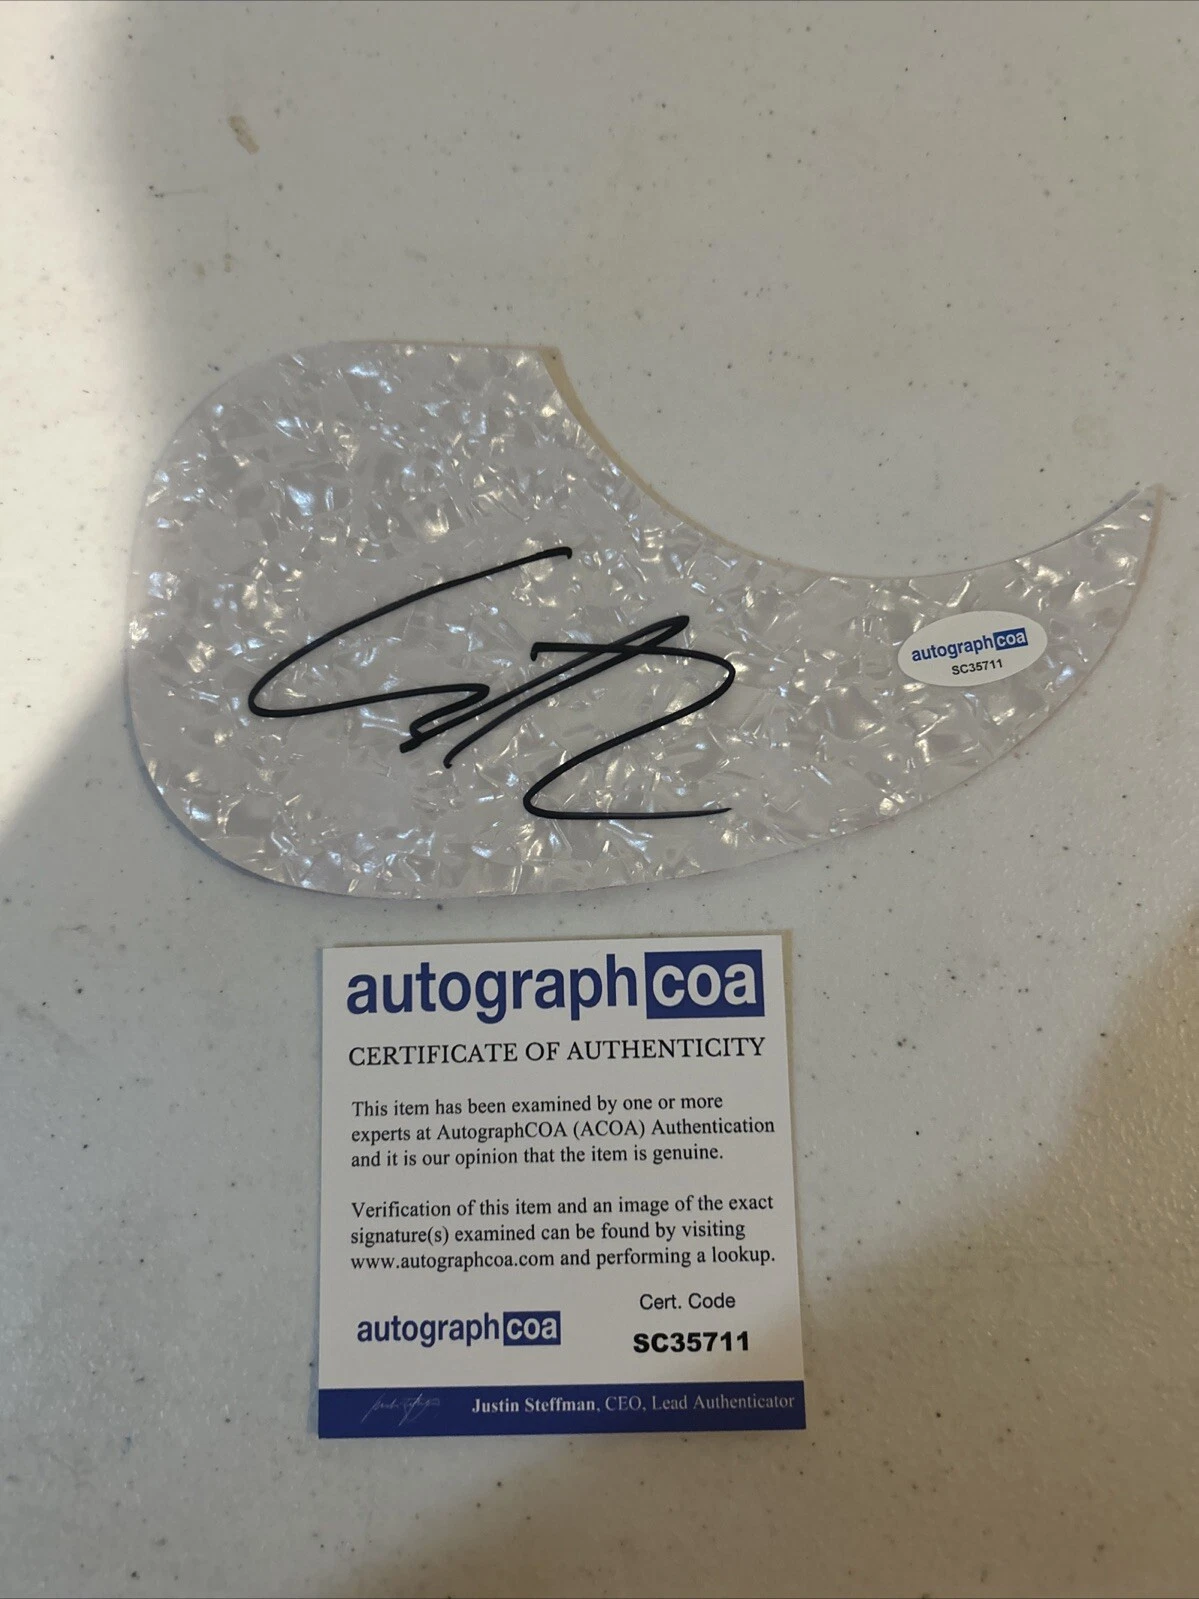 autographcoa
SC35711
autographcoa
CERTIFICATE OF AUTHENTICITY
This item has been examined by one or more
experts at AutographCOA (ACOA) Authentication
and it is our opinion that the item is genuine.
Verification of this item and an image of the exact
signature(s) examined can be found by visiting
www.autographcoa.com and performing a lookup.
Cert. Code
autographcoa
SC35711
Justin Steffman, CEO, Lead Authenticator